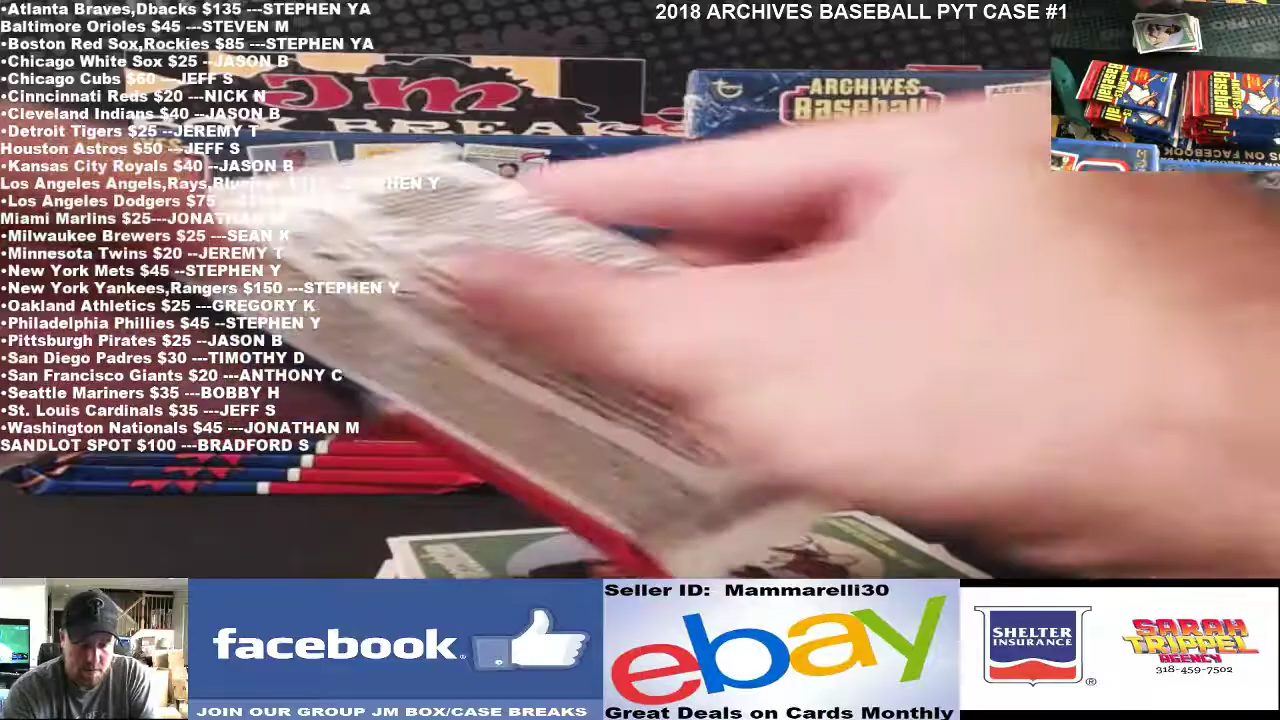 •Atlanta Braves,Dbacks $135 ---STEPHEN YA
Baltimore Orioles $45 ---STEVEN M
•Boston Red Sox,Rockies $85 ---STEPHEN YA
•Chicago White Sox $25 --JASON B
•Chicago Cubs $60 ---JEFF S
•Cinncinnati Reds $20 ---NICK N
•Cleveland Indians $40 ---JASON B
•Detroit Tigers $25 ---JEREMY T
Houston Astros $50 ---JEFF S
•Kansas City Royals $40 --JASON B
Los Angeles Angels,Rays, STEPHEN Y
•Los Angeles Dodgers $75
Miami Marlins $25---JONATHAN M
•Milwaukee Brewers $25 ---SEAN K
•Minnesota Twins $20 --JEREMY T
•New York Mets $45 --STEPHEN Y
•New York Yankees,Rangers $150 ---STEPHEN Y
•Oakland Athletics $25 ---GREGORY K
•Philadelphia Phillies $45 --STEPHEN Y
•Pittsburgh Pirates $25 --JASON B
•San Diego Padres $30 ---TIMOTHY D
•San Francisco Giants $20 ---ANTHONY C
•Seattle Mariners $35 ---BOBBY H
•St. Louis Cardinals $35 ---JEFF S
•Washington Nationals $45 ---JONATHAN M
SANDLOT SPOT $100 ---BRADFORD S
2018 ARCHIVES BASEBALL PYT CASE #1
Jm
BREAK
ARCHIVES
Baseball
Baseball
ON FACEBOOK
facebook
JOIN OUR GROUP JM BOX/CASE BREAKS
Seller ID: Mammarelli30
ebay
Great Deals on Cards Monthly
SHELTER
INSURANCE
®
SARAH
TRIPPEL
AGENCY
318-459-7502